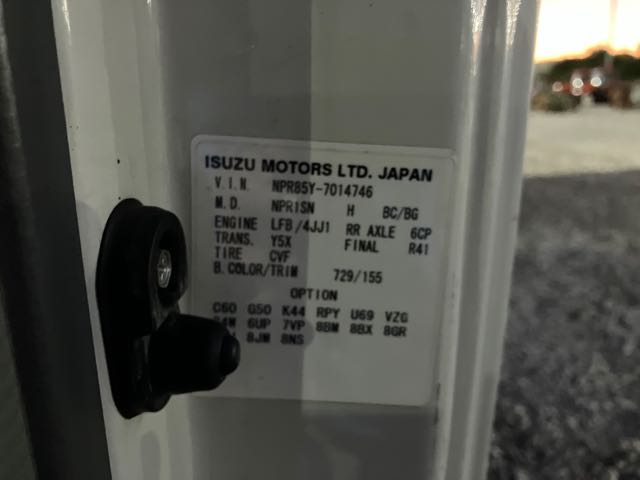 ISUZU MOTORS LTD. JAPAN
V.I.N. NPR85Y-7014746
M.D. NPR1SN H BC/BG
ENGINE LFB/4JJ1 RR AXLE 6CP
TRANS. Y5X FINAL R41
TIRE CVF
B.COLOR/TRIM 729/155
OPTION
C60 G50 K44 RPY U69 VZG
6UP 7VP 8BM 8BX 8GR
8JM 8NS